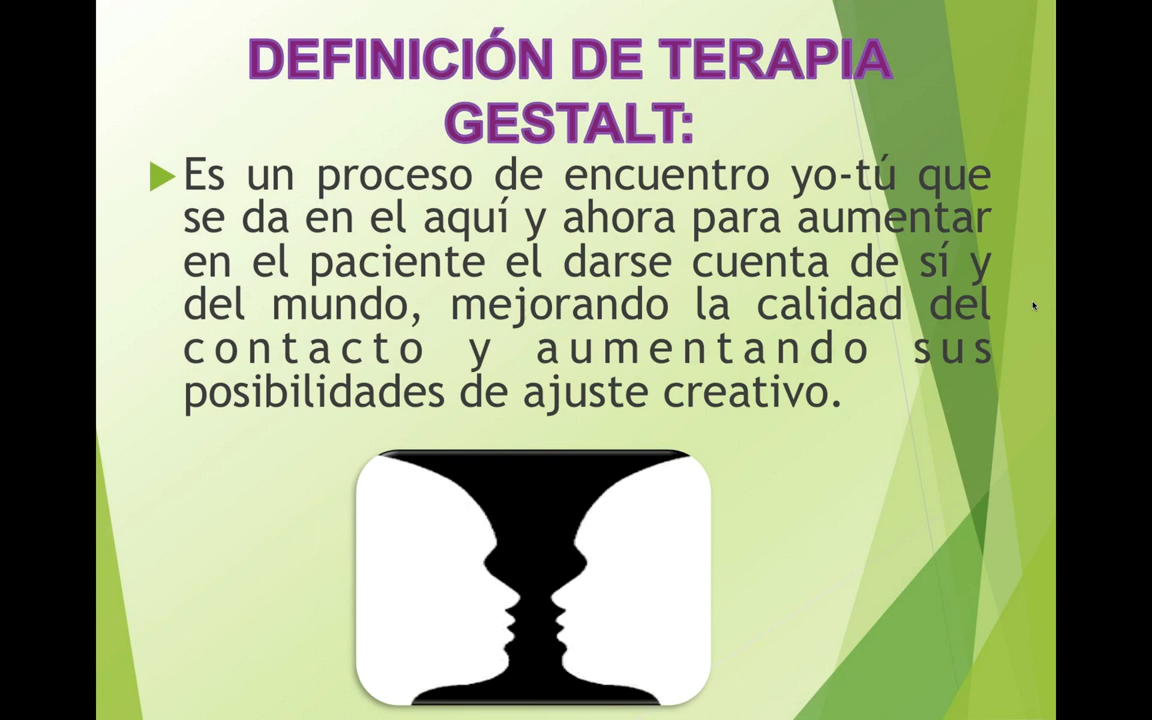 DEFINICIÓN DE TERAPIA
GESTALT:
Es un proceso de encuentro yo-tú que
se da en el aquí y ahora para aumentar
en el paciente el darse cuenta de sí y
del mundo, mejorando la calidad del
contacto y aumentando sus
posibilidades de ajuste creativo.